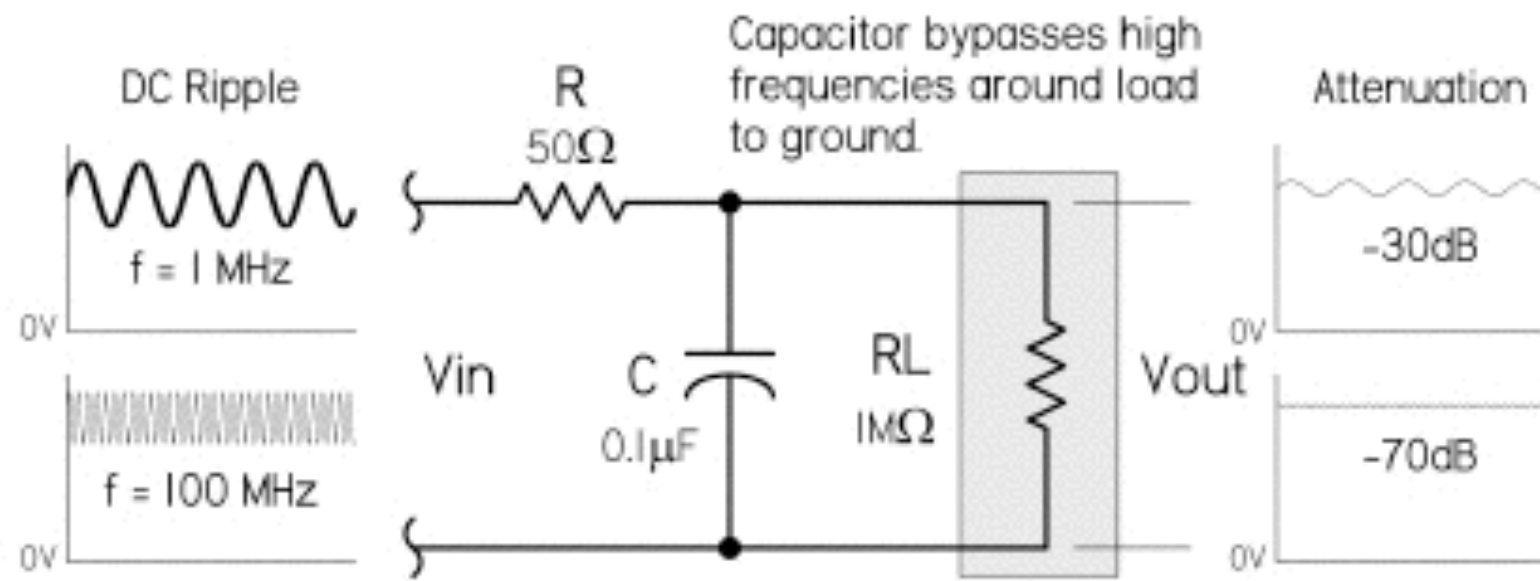 DC Ripple
f = 1 MHz
0V
f = 100 MHz
0V
R
50Ω
Vin
Capacitor bypasses high
frequencies around load
to ground.
C
0.1µF
RL
1MΩ
Vout
Attenuation
-30dB
0V
-70dB
0V